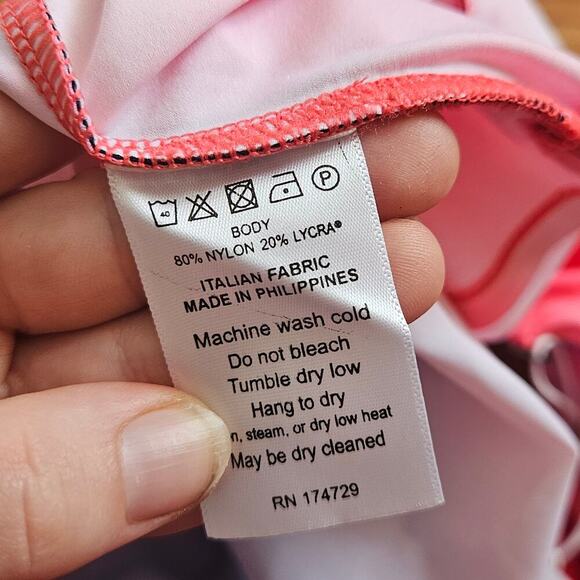 40 P
BODY
80% NYLON 20% LYCRA®
ITALIAN FABRIC
MADE IN PHILIPPINES
Machine wash cold
Do not bleach
Tumble dry low
Hang to dry
steam, or dry low heat
May be dry cleaned
RN 174729